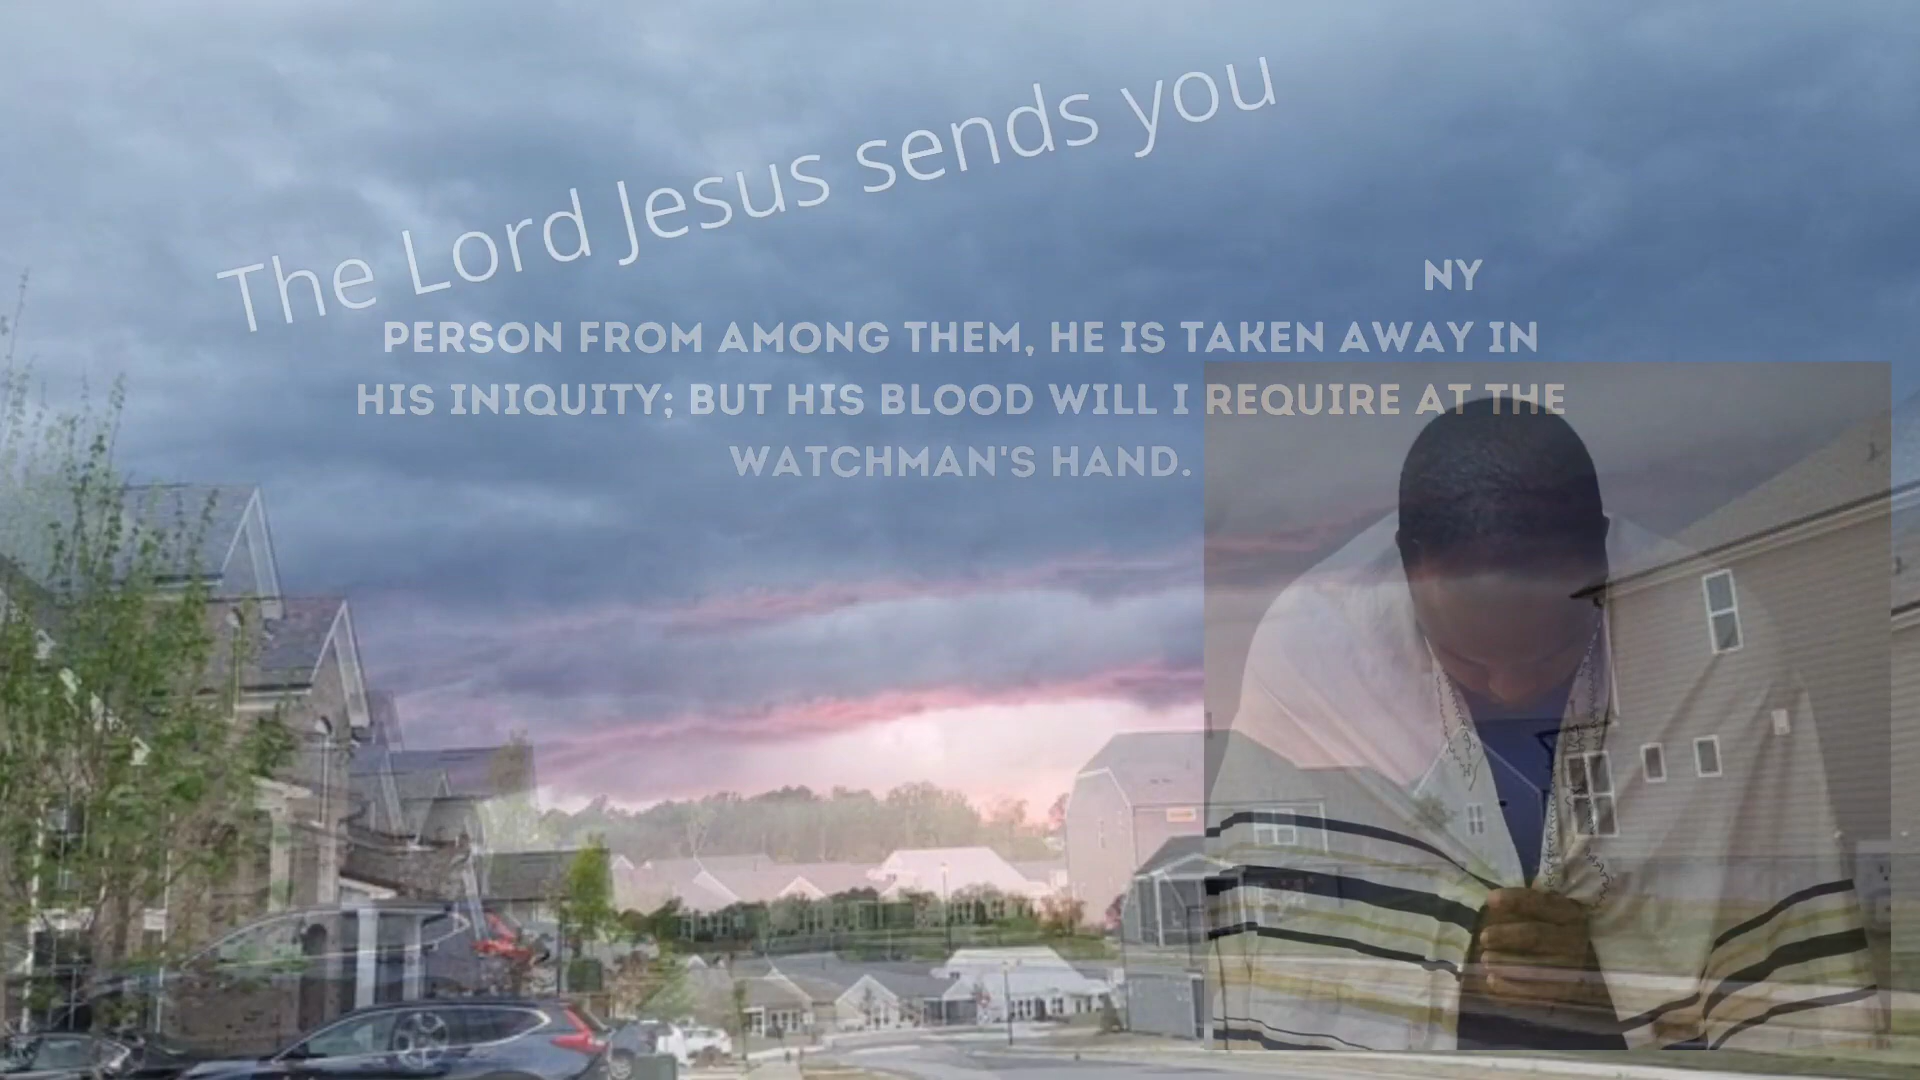 The Lord Jesus sends you
NY
PERSON FROM AMONG THEM, HE IS TAKEN AWAY IN
HIS INIQUITY; BUT HIS BLOOD WILL I REQUIRE AT THE
WATCHMAN'S HAND.